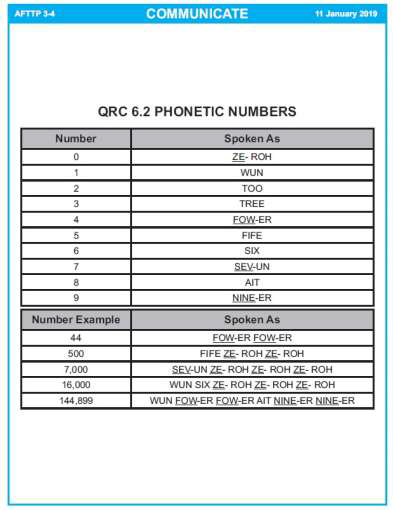 AFTTP 3-4 COMMUNICATE 11 January 2019
QRC 6.2 PHONETIC NUMBERS
Number Spoken As
0 ZE- ROH
1 WUN
2 TOO
3 TREE
4 FOW-ER
5 FIFE
6 SIX
7 SEV-UN
8 AIT
9 NINE-ER
Number Example Spoken As
44 FOW-ER FOW-ER
500 FIFE ZE- ROH ZE- ROH
7,000 SEV-UN ZE- ROH ZE- ROH ZE- ROH
16,000 WUN SIX ZE- ROH ZE- ROH ZE- ROH
144,899 WUN FOW-ER FOW-ER AIT NINE-ER NINE-ER